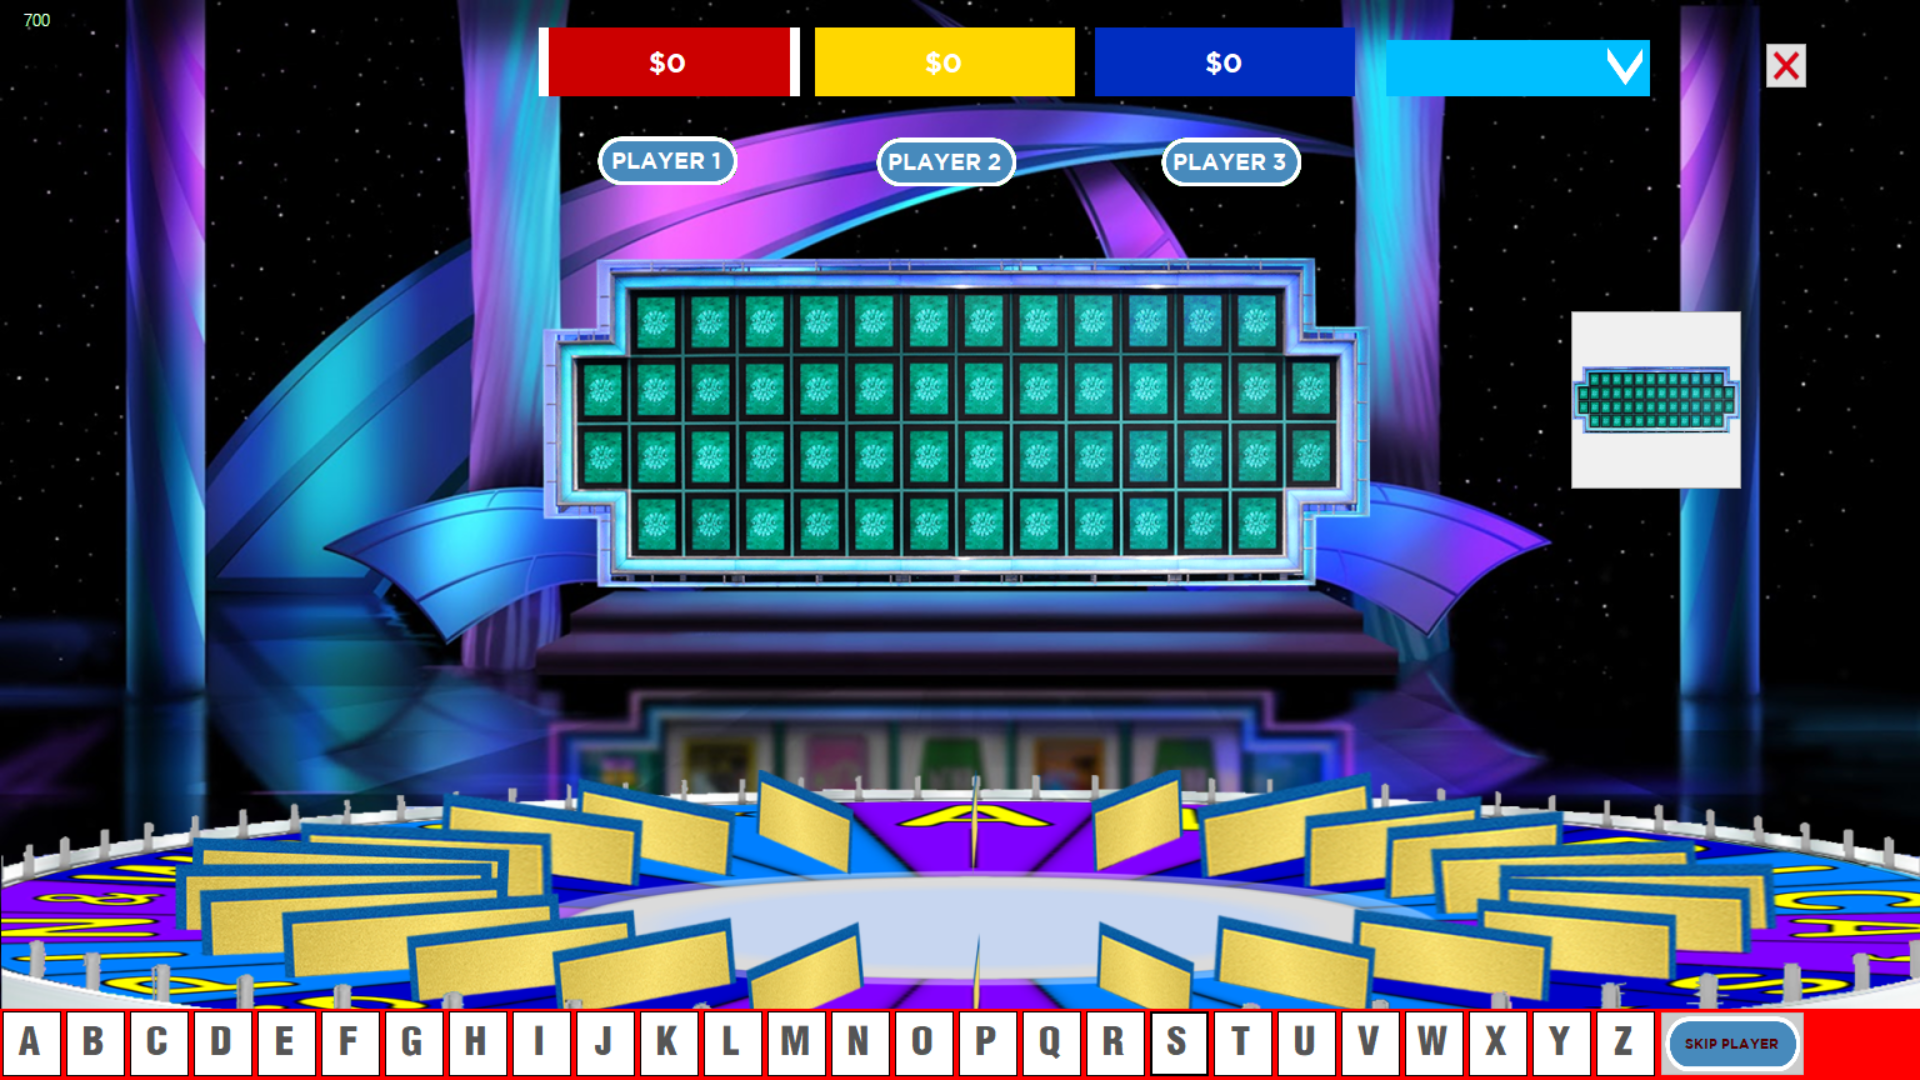 700
$0 $0 $0
PLAYER 1 PLAYER 2 PLAYER 3
A B C D E F G H I J K L M N O P Q R S T U V W X Y Z SKIP PLAYER